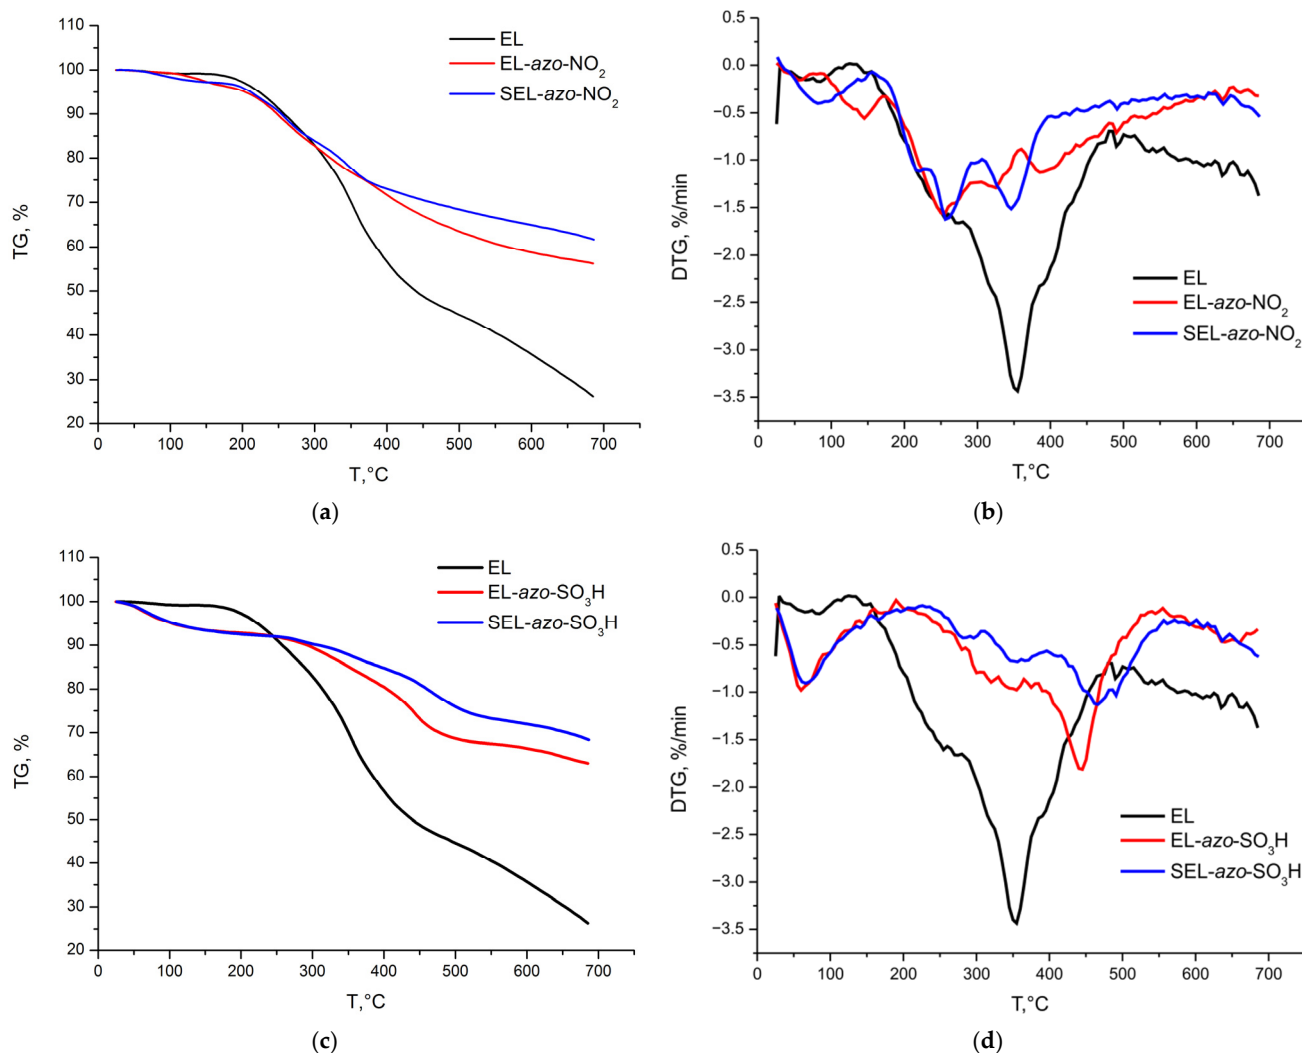 110
100
90
80
70
60
50
40
30
20
TG, %
0 100 200 300 400 500 600 700
T,°C
EL
EL-azo-NO2
SEL-azo-NO2
(a)
0.5
0.0
−0.5
−1.0
−1.5
−2.0
−2.5
−3.0
−3.5
DTG, %/min
0 100 200 300 400 500 600 700
T,°C
EL
EL-azo-NO2
SEL-azo-NO2
(b)
110
100
90
80
70
60
50
40
30
20
TG, %
0 100 200 300 400 500 600 700
T,°C
EL
EL-azo-SO3H
SEL-azo-SO3H
(c)
0.5
0.0
−0.5
−1.0
−1.5
−2.0
−2.5
−3.0
−3.5
DTG, %/min
0 100 200 300 400 500 600 700
T,°C
EL
EL-azo-SO3H
SEL-azo-SO3H
(d)